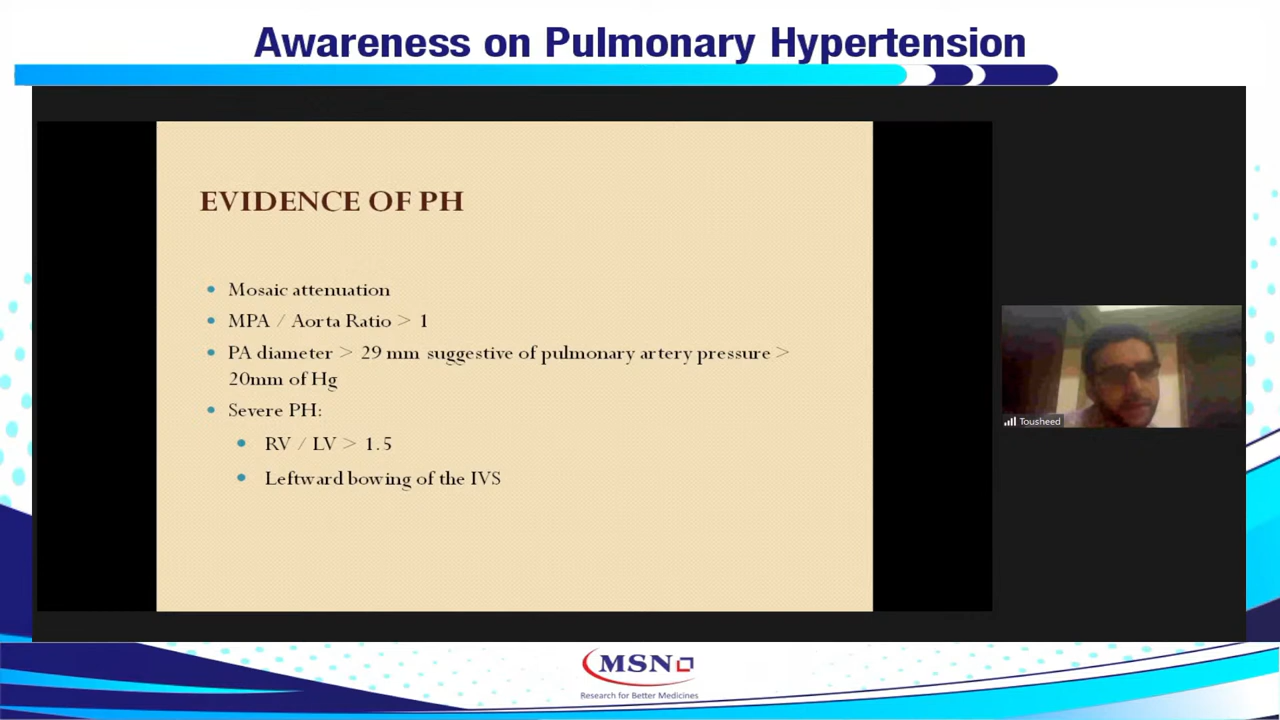 Awareness on Pulmonary Hypertension
EVIDENCE OF PH
Mosaic attenuation
MPA / Aorta Ratio > 1
PA diameter > 29 mm suggestive of pulmonary artery pressure >
20mm of Hg
Severe PH:
RV / LV > 1.5
Leftward bowing of the IVS
Tousheed
MSN
Research for Better Medicines